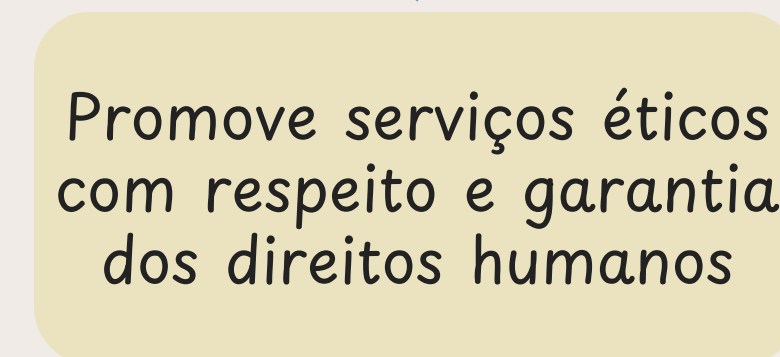 Promove serviços éticos
com respeito e garantia
dos direitos humanos